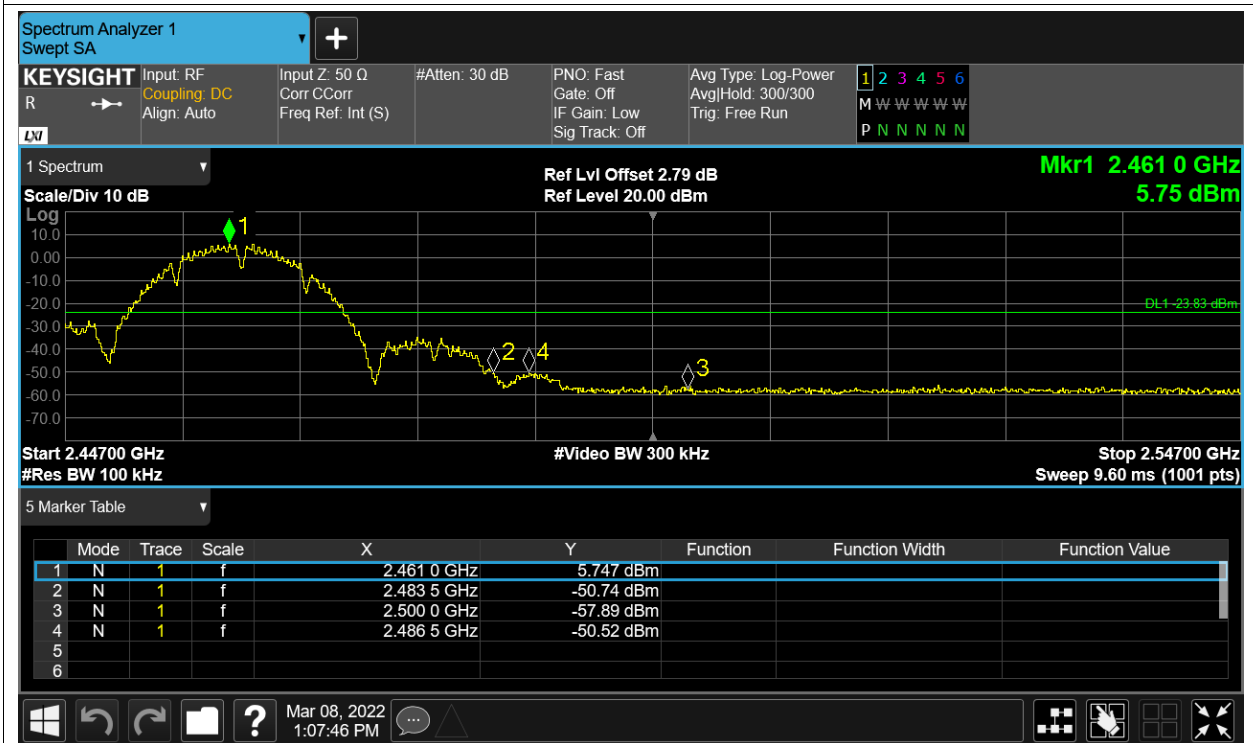 Spectrum Analyzer 1
Swept SA
+
KEYSIGHT
R
LXI
Input: RF
Coupling: DC
Align: Auto
Input Z: 50 Ω
Corr CCorr
Freq Ref: Int (S)
#Atten: 30 dB
PNO: Fast
Gate: Off
IF Gain: Low
Sig Track: Off
Avg Type: Log-Power
Avg|Hold: 300/300
Trig: Free Run
1 2 3 4 5 6
M W W W W W
P N N N N N
1 Spectrum
Scale/Div 10 dB
Ref Lvl Offset 2.79 dB
Ref Level 20.00 dBm
Mkr1 2.461 0 GHz
5.75 dBm
Log
10.0
0.00
-10.0
-20.0
-30.0
-40.0
-50.0
-60.0
-70.0
1
2
4
3
DL1 -23.83 dBm
Start 2.44700 GHz
#Res BW 100 kHz
#Video BW 300 kHz
Stop 2.54700 GHz
Sweep 9.60 ms (1001 pts)
5 Marker Table
Mode Trace Scale X Y Function Function Width Function Value
1 N 1 f 2.461 0 GHz 5.747 dBm
2 N 1 f 2.483 5 GHz -50.74 dBm
3 N 1 f 2.500 0 GHz -57.89 dBm
4 N 1 f 2.486 5 GHz -50.52 dBm
5
6
?
Mar 08, 2022
1:07:46 PM